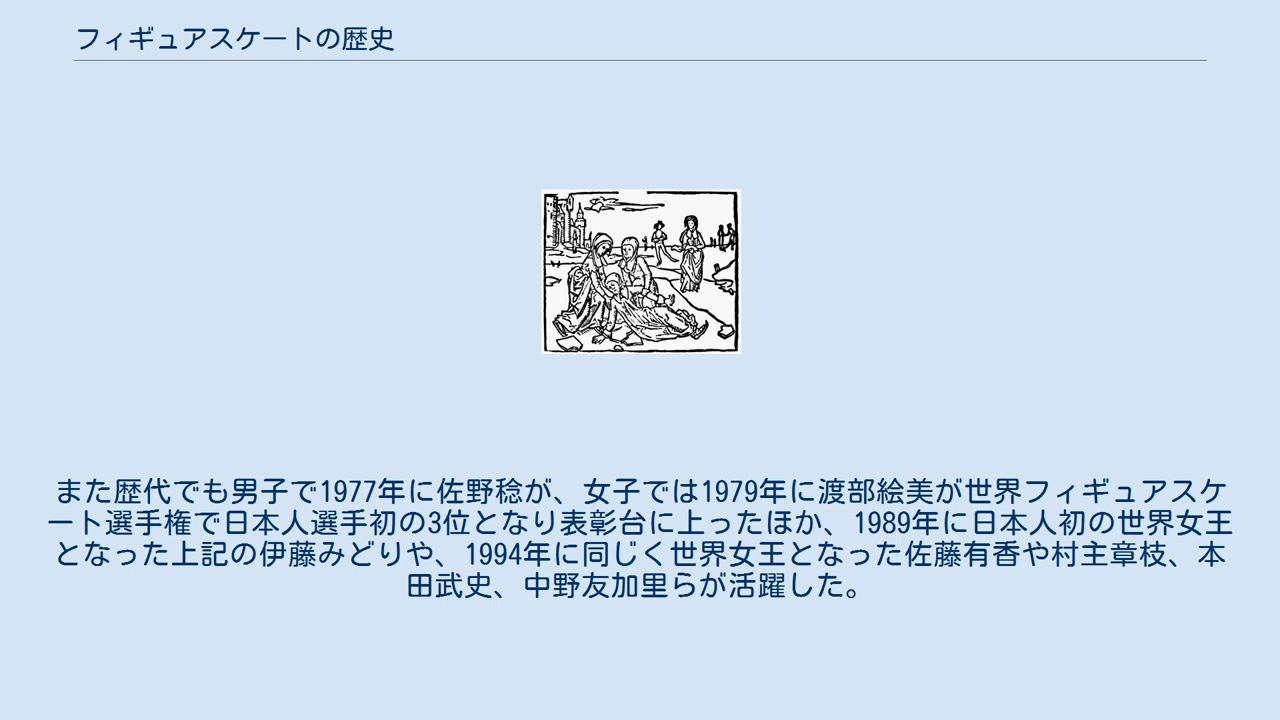 フィギュアスケートの歴史
また歴代でも男子で1977年に佐野稔が、女子では1979年に渡部絵美が世界フィギュアスケ
ート選手権で日本人選手初の3位となり表彰台に上ったほか、1989年に日本人初の世界女王
となった上記の伊藤みどりや、1994年に同じく世界女王となった佐藤有香や村主章枝、本
田武史、中野友加里らが活躍した。